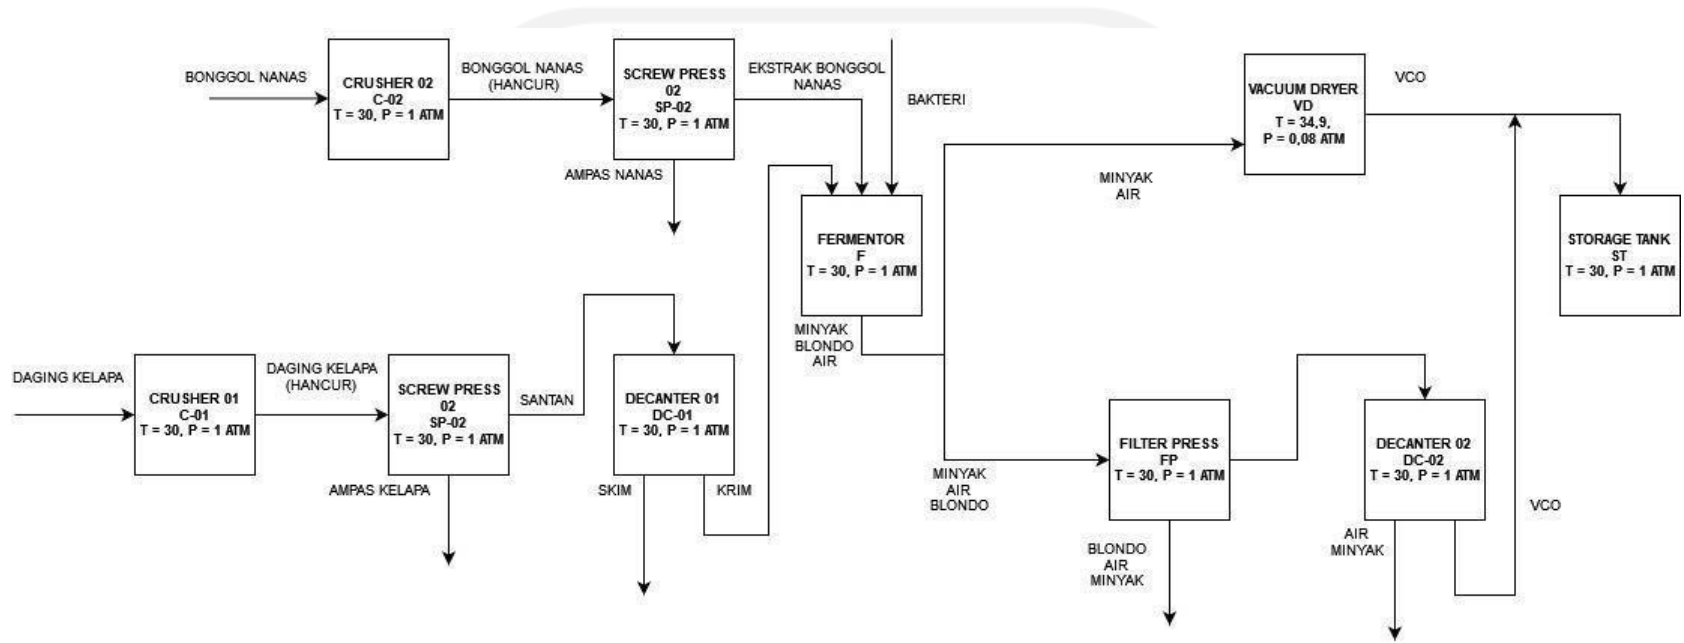 BONGGOL NANAS
CRUSHER 02
C-02
T = 30, P = 1 ATM
BONGGOL NANAS
(HANCUR)
SCREW PRESS
02
SP-02
T = 30, P = 1 ATM
EKSTRAK BONGGOL
NANAS
BAKTERI
AMPAS NANAS
FERMENTOR
F
T = 30, P = 1 ATM
MINYAK
BLONDO
AIR
MINYAK
AIR
VACUUM DRYER
VD
T = 34,9,
P = 0,08 ATM
VCO
STORAGE TANK
ST
T = 30, P = 1 ATM
DAGING KELAPA
CRUSHER 01
C-01
T = 30, P = 1 ATM
DAGING KELAPA
(HANCUR)
SCREW PRESS
02
SP-02
T = 30, P = 1 ATM
SANTAN
AMPAS KELAPA
DECANTER 01
DC-01
T = 30, P = 1 ATM
SKIM
KRIM
MINYAK
AIR
BLONDO
FILTER PRESS
FP
T = 30, P = 1 ATM
BLONDO
AIR
MINYAK
DECANTER 02
DC-02
T = 30, P = 1 ATM
AIR
MINYAK
VCO